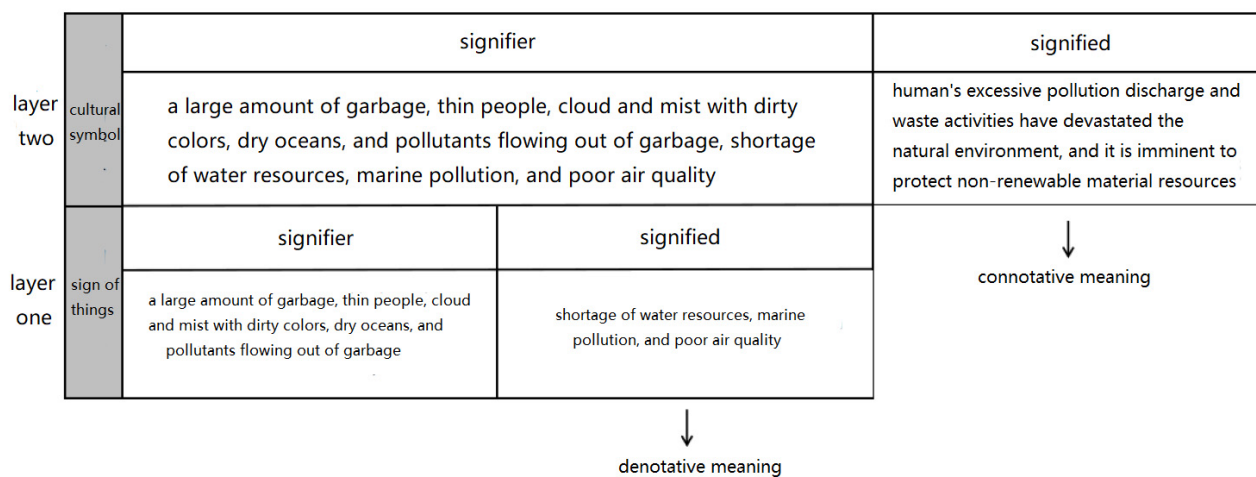 signifier
signified
layer
two
cultural
symbol
a large amount of garbage, thin people, cloud and mist with dirty
colors, dry oceans, and pollutants flowing out of garbage, shortage
of water resources, marine pollution, and poor air quality
human's excessive pollution discharge and
waste activities have devastated the
natural environment, and it is imminent to
protect non-renewable material resources
signifier
signified
layer
one
sign of
things
a large amount of garbage, thin people, cloud
and mist with dirty colors, dry oceans, and
pollutants flowing out of garbage
shortage of water resources, marine
pollution, and poor air quality
connotative meaning
denotative meaning